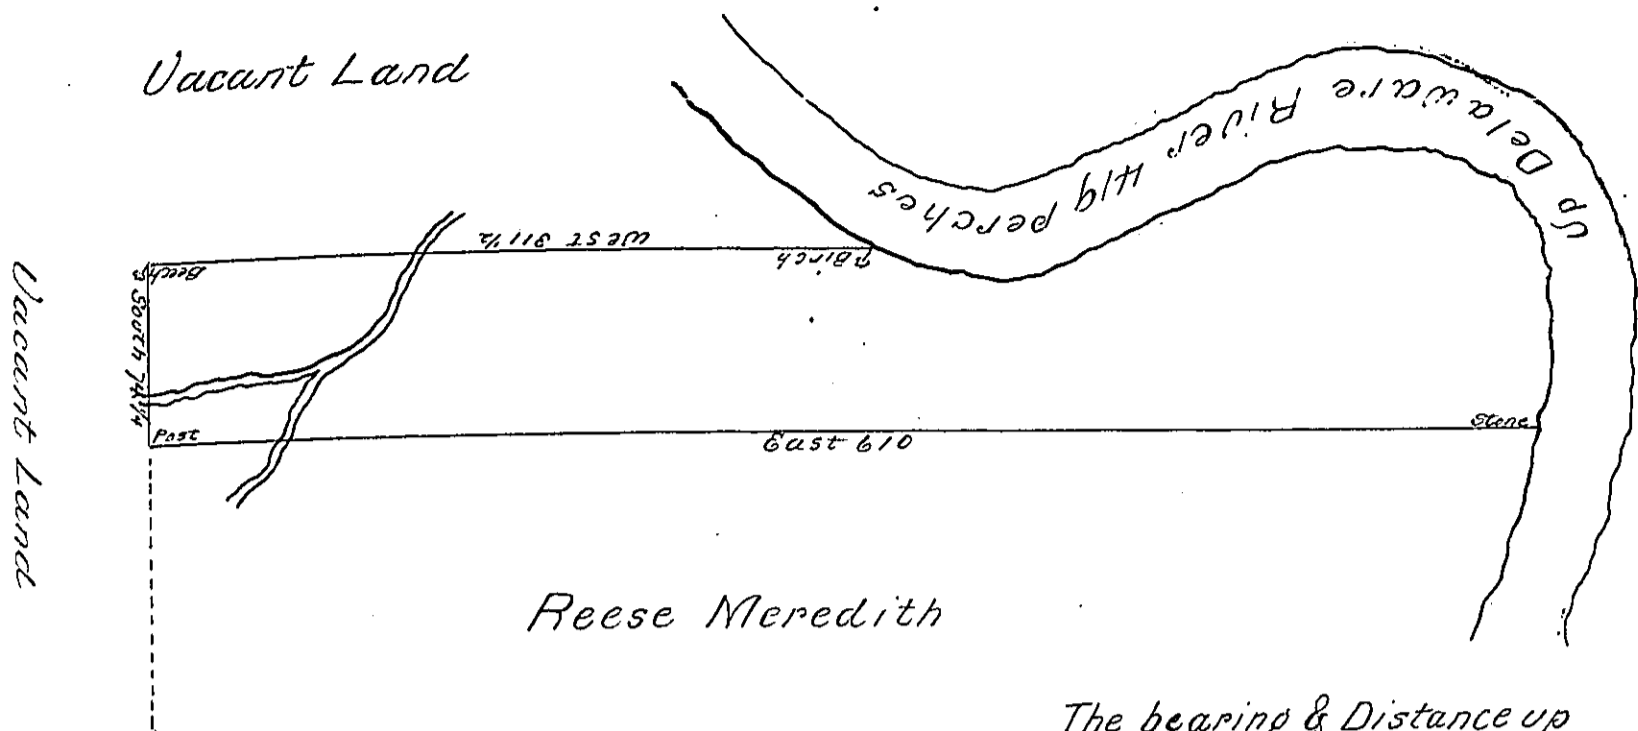 Vacant Land
Up Delaware River 419 perches
West 311½
Birch
Beech
South 74¼
Vacant Land
Post
East 610
Stone
Reese Meredith
The bearing & Distance up